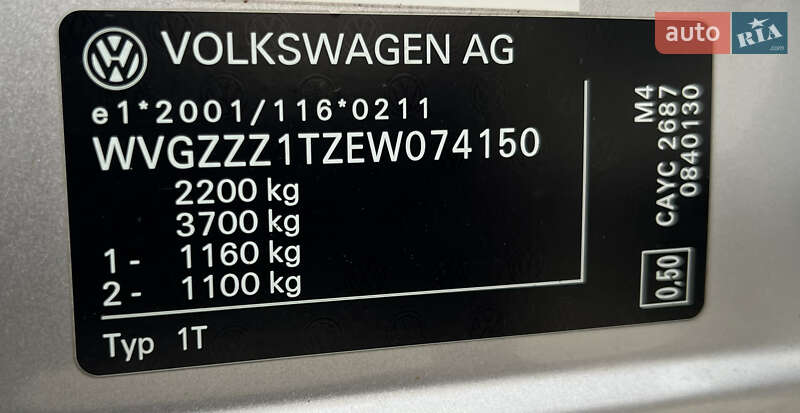 VOLKSWAGEN AG
e1*2001/116*0211
WVGZZZ1TZEW074150
2200 kg
3700 kg
1 - 1160 kg
2 - 1100 kg
Typ 1T
M4
CAYC 2687
0840130
0,50
auto RIA
.com